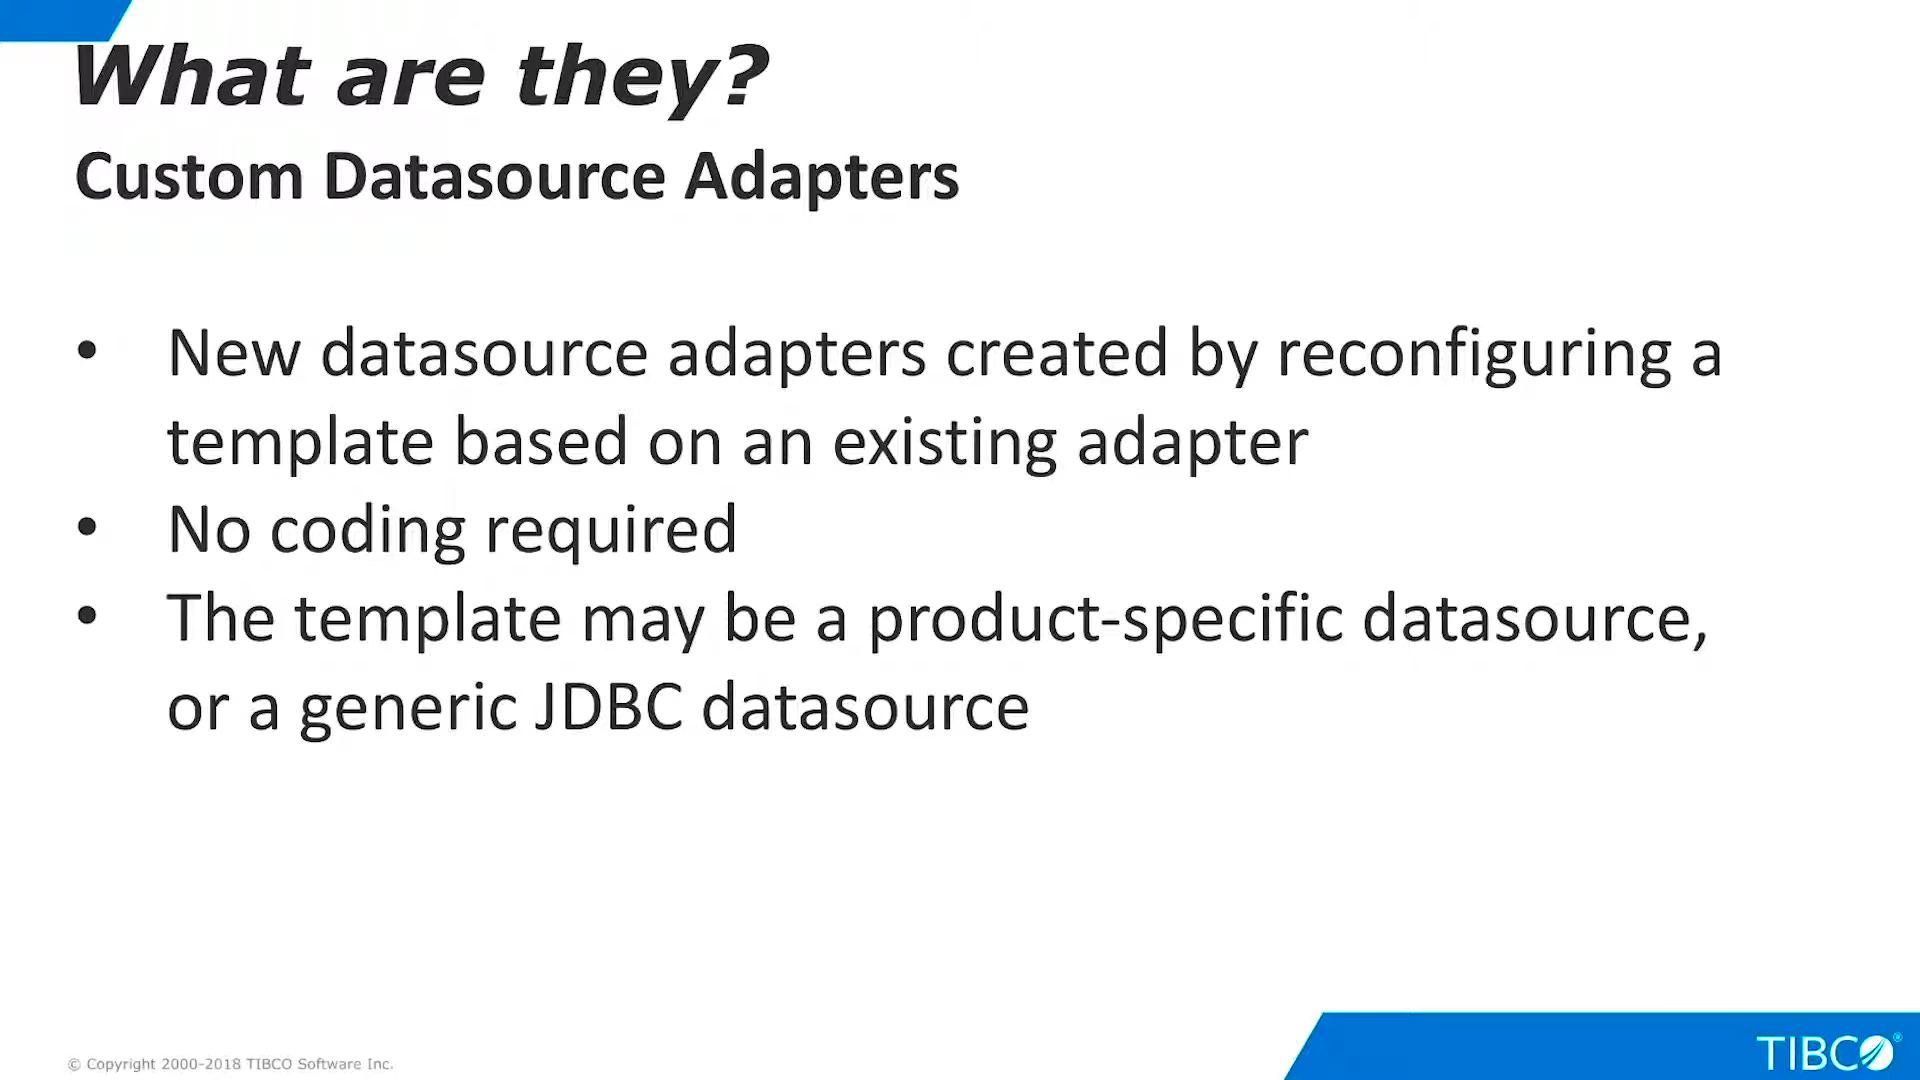 What are they?
Custom Datasource Adapters
• New datasource adapters created by reconfiguring a
template based on an existing adapter
• No coding required
• The template may be a product-specific datasource,
or a generic JDBC datasource
© Copyright 2000-2018 TIBCO Software Inc.
TIBCO®